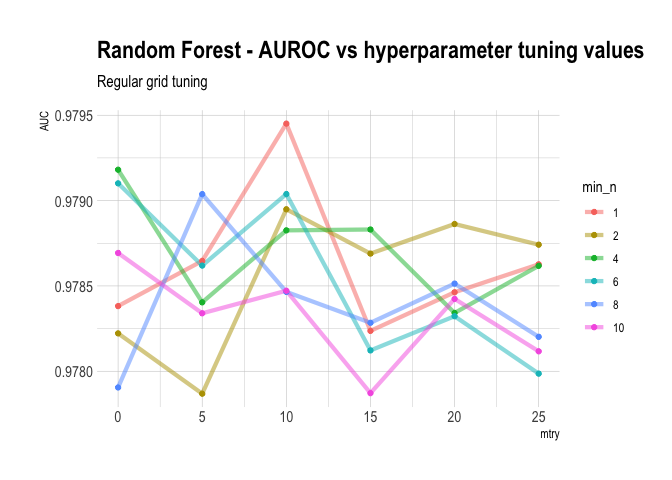 Random Forest - AUROC vs hyperparameter tuning values
Regular grid tuning
AUC
0.9795
0.9790
0.9785
0.9780
0 5 10 15 20 25
mtry
min_n
1
2
4
6
8
10